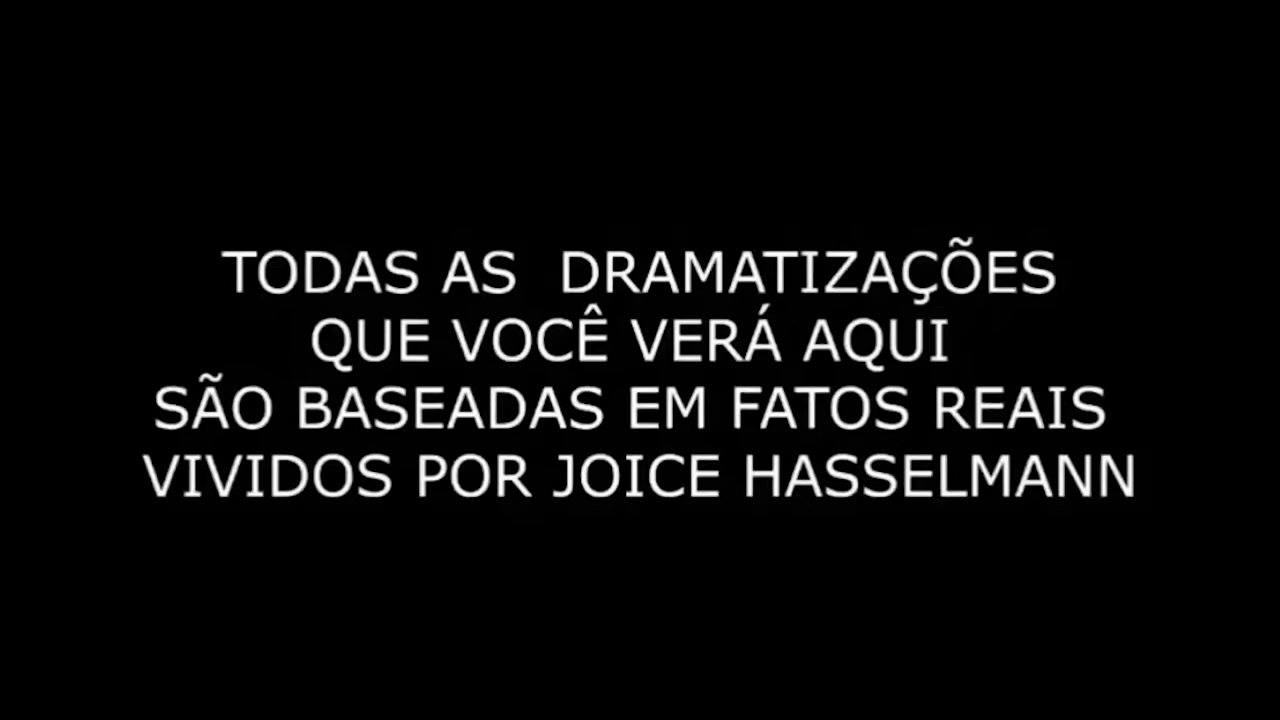 TODAS AS  DRAMATIZAÇÕES
QUE VOCÊ VERÁ AQUI
SÃO BASEADAS EM FATOS REAIS
VIVIDOS POR JOICE HASSELMANN